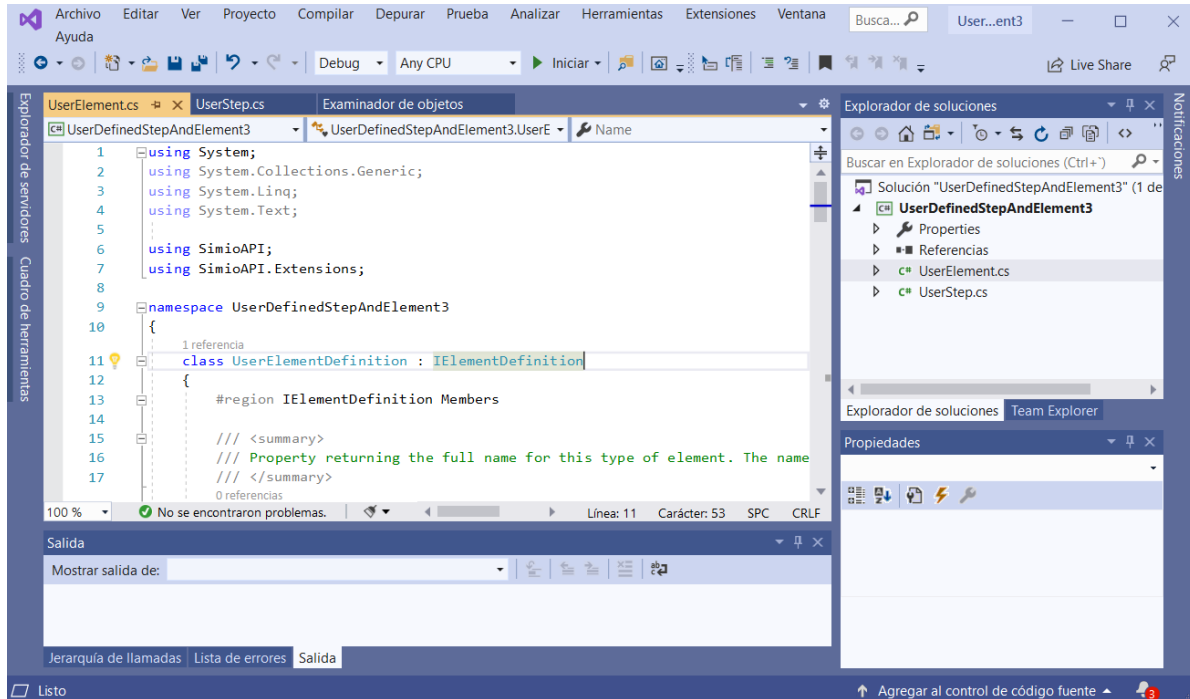 Archivo Editar Ver Proyecto Compilar Depurar Prueba Analizar Herramientas Extensiones Ventana
Ayuda
Busca...
User...ent3
Debug Any CPU Iniciar Live Share
Explorador de servidores
Cuadro de herramientas
UserElement.cs UserStep.cs Examinador de objetos
UserDefinedStepAndElement3 UserDefinedStepAndElement3.UserE Name
1 using System;
2 using System.Collections.Generic;
3 using System.Linq;
4 using System.Text;
5
6 using SimioAPI;
7 using SimioAPI.Extensions;
8
9 namespace UserDefinedStepAndElement3
10 {
1 referencia
11 class UserElementDefinition : IElementDefinition
12 {
13 #region IElementDefinition Members
14
15 /// <summary>
16 /// Property returning the full name for this type of element. The name
17 /// </summary>
0 referencias
100 % No se encontraron problemas. Línea: 11 Carácter: 53 SPC CRLF
Salida
Mostrar salida de:
Jerarquía de llamadas Lista de errores Salida
Explorador de soluciones
Buscar en Explorador de soluciones (Ctrl+¨)
Solución "UserDefinedStepAndElement3" (1 de
C# UserDefinedStepAndElement3
Properties
Referencias
C# UserElement.cs
C# UserStep.cs
Explorador de soluciones Team Explorer
Propiedades
Notificaciones
Listo
Agregar al control de código fuente 3